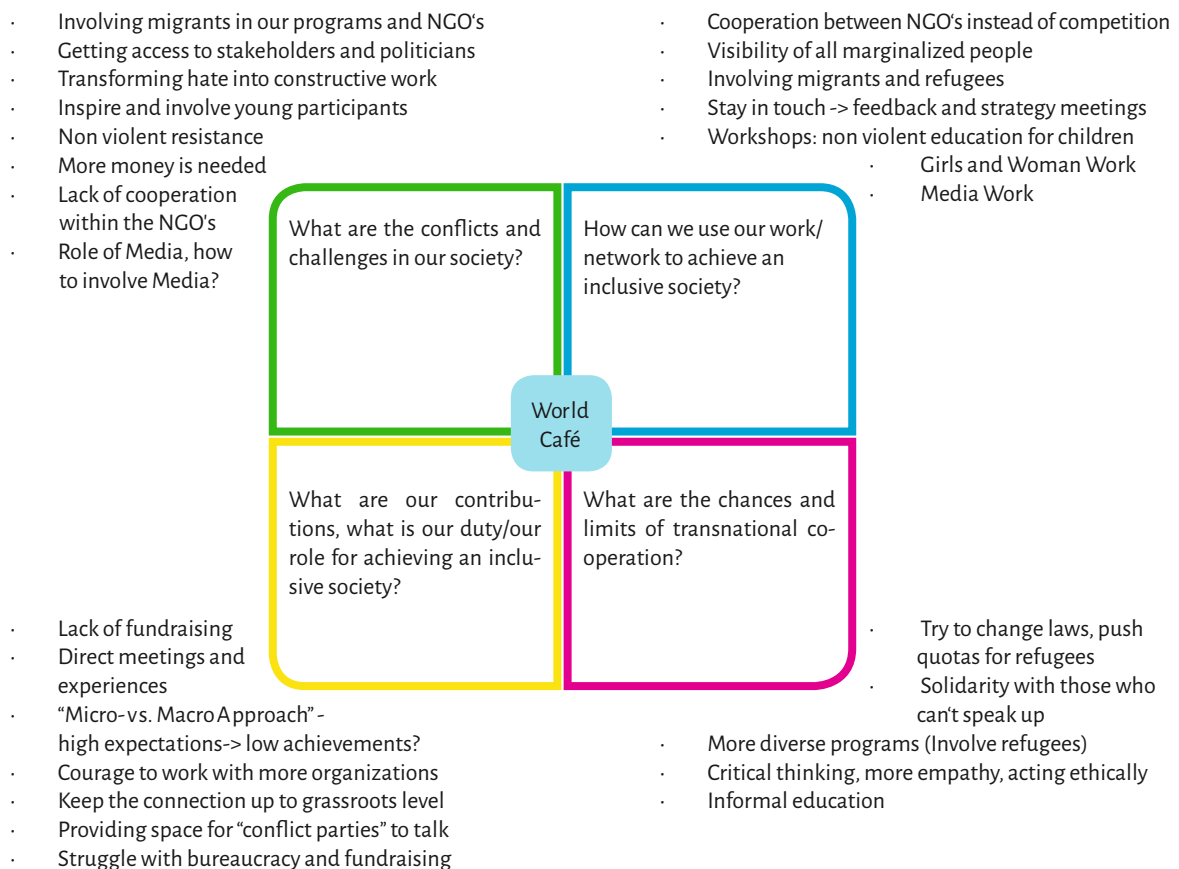 · Involving migrants in our programs and NGO's
· Getting access to stakeholders and politicians
· Transforming hate into constructive work
· Inspire and involve young participants
· Non violent resistance
· More money is needed
· Lack of cooperation
within the NGO's
· Role of Media, how
to involve Media?
· Cooperation between NGO‘s instead of competition
· Visibility of all marginalized people
· Involving migrants and refugees
· Stay in touch -> feedback and strategy meetings
· Workshops: non violent education for children
· Girls and Woman Work
· Media Work
What are the conflicts and
challenges in our society?
How can we use our work/
network to achieve an
inclusive society?
World
Café
What are our contribu-
tions, what is our duty/our
role for achieving an inclu-
sive society?
What are the chances and
limits of transnational co-
operation?
· Lack of fundraising
· Direct meetings and
experiences
· “Micro- vs. Macro Approach” -
high expectations-> low achievements?
· Courage to work with more organizations
· Keep the connection up to grassroots level
· Providing space for “conflict parties” to talk
· Struggle with bureaucracy and fundraising
· Try to change laws, push
quotas for refugees
· Solidarity with those who
can‘t speak up
· More diverse programs (Involve refugees)
· Critical thinking, more empathy, acting ethically
· Informal education